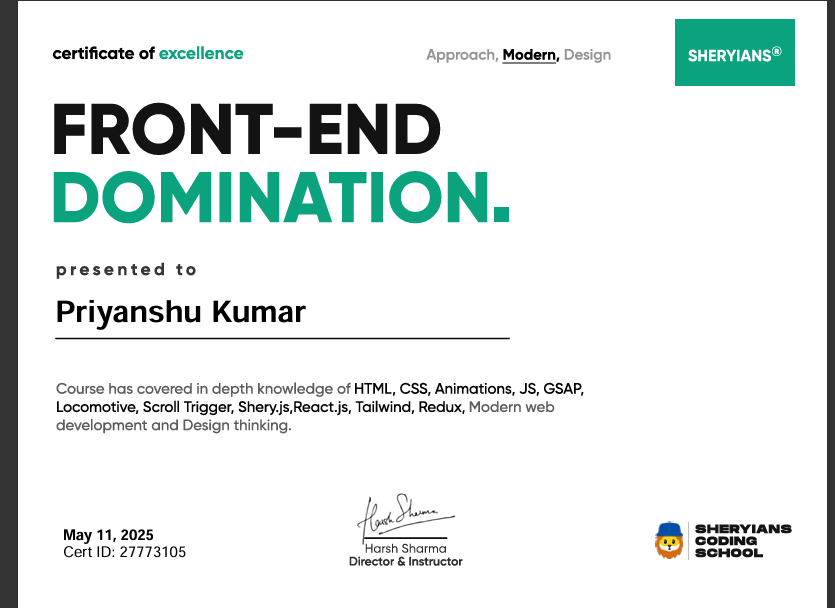 certificate of excellence
Approach, Modern, Design
SHERYIANS®
FRONT-END
DOMINATION.
presented to
Priyanshu Kumar
Course has covered in depth knowledge of HTML, CSS, Animations, JS, GSAP,
Locomotive, Scroll Trigger, Shery.js,React.js, Tailwind, Redux, Modern web
development and Design thinking.
May 11, 2025
Cert ID: 27773105
Harsh Sharma
Harsh Sharma
Director & Instructor
SHERYIANS
CODING
SCHOOL